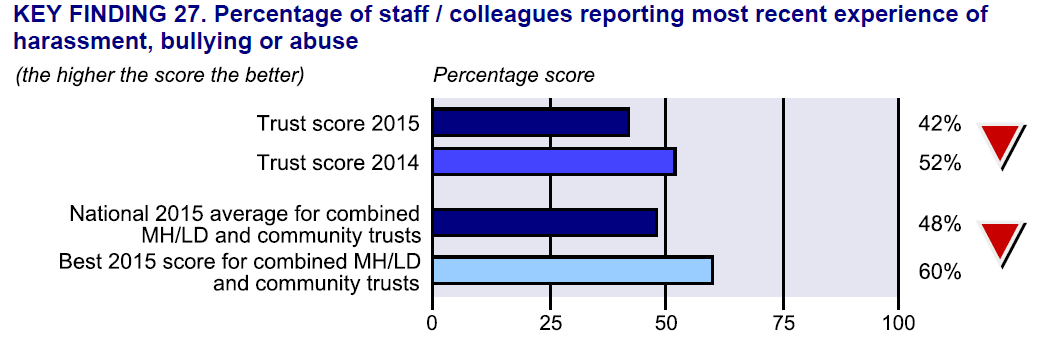 KEY FINDING 27. Percentage of staff / colleagues reporting most recent experience of
harassment, bullying or abuse
(the higher the score the better)
Percentage score
Trust score 2015
42%
Trust score 2014
52%
National 2015 average for combined
MH/LD and community trusts
48%
Best 2015 score for combined MH/LD
and community trusts
60%
0 25 50 75 100